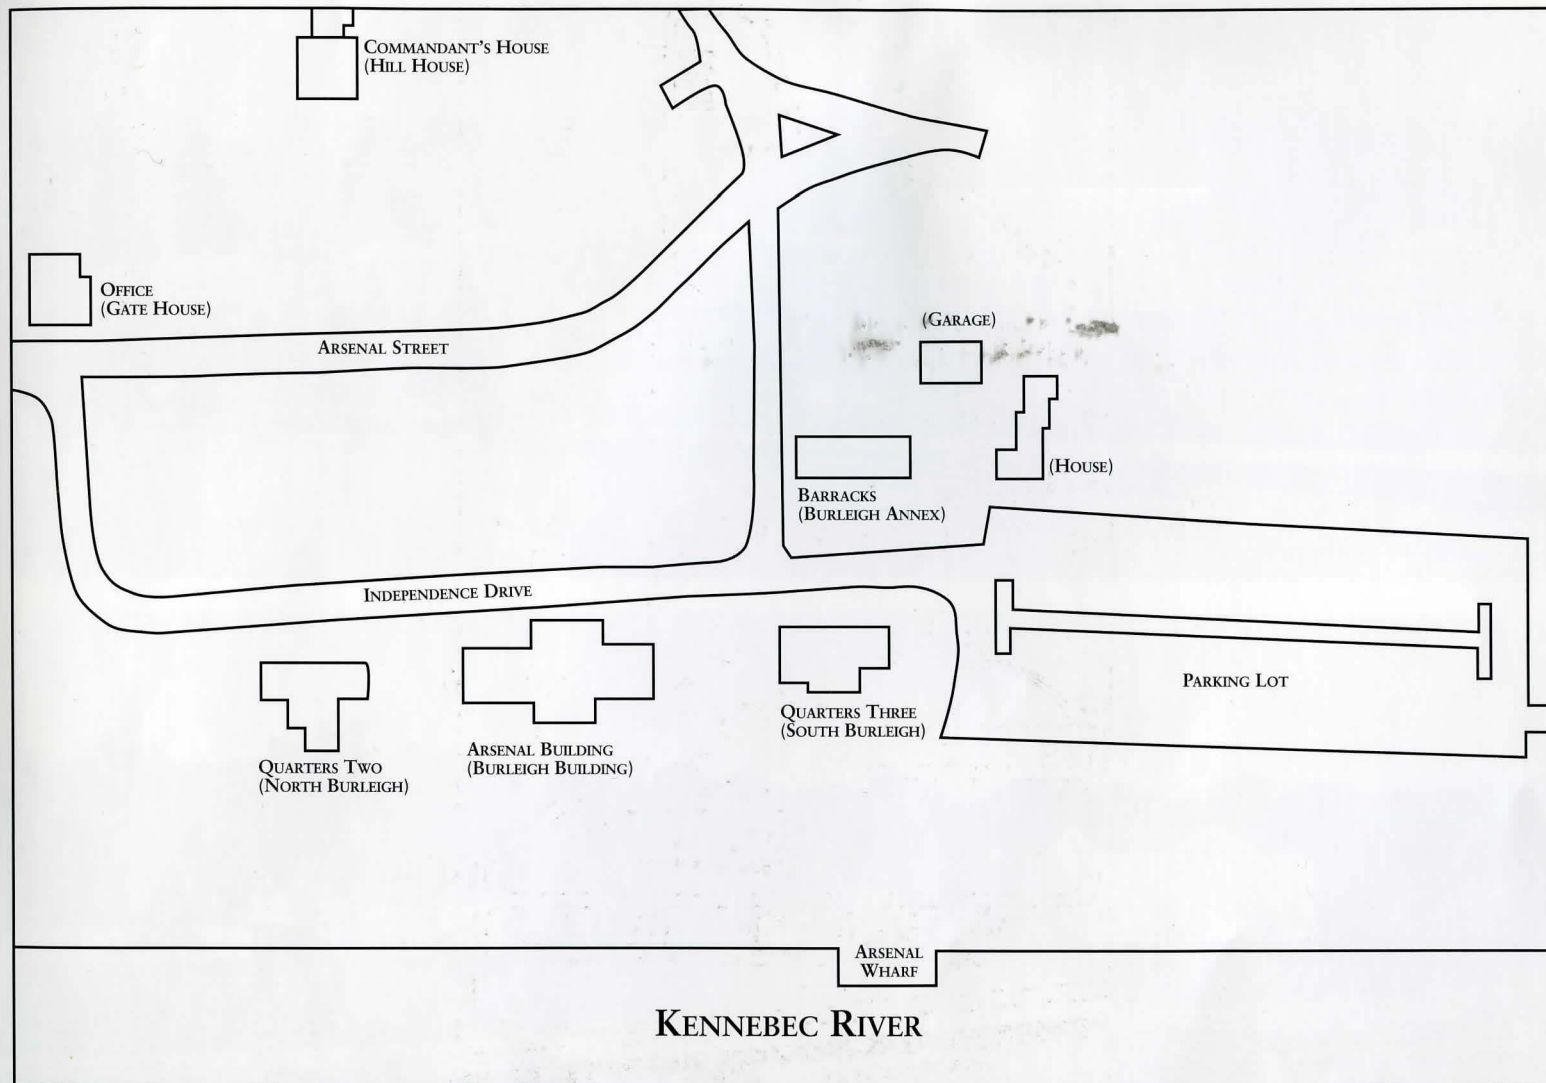 COMMANDANT'S HOUSE
(HILL HOUSE)
OFFICE
(GATE HOUSE)
ARSENAL STREET
(GARAGE)
(HOUSE)
BARRACKS
(BURLEIGH ANNEX)
INDEPENDENCE DRIVE
PARKING LOT
QUARTERS THREE
(SOUTH BURLEIGH)
ARSENAL BUILDING
(BURLEIGH BUILDING)
QUARTERS TWO
(NORTH BURLEIGH)
ARSENAL
WHARF
KENNEBEC RIVER